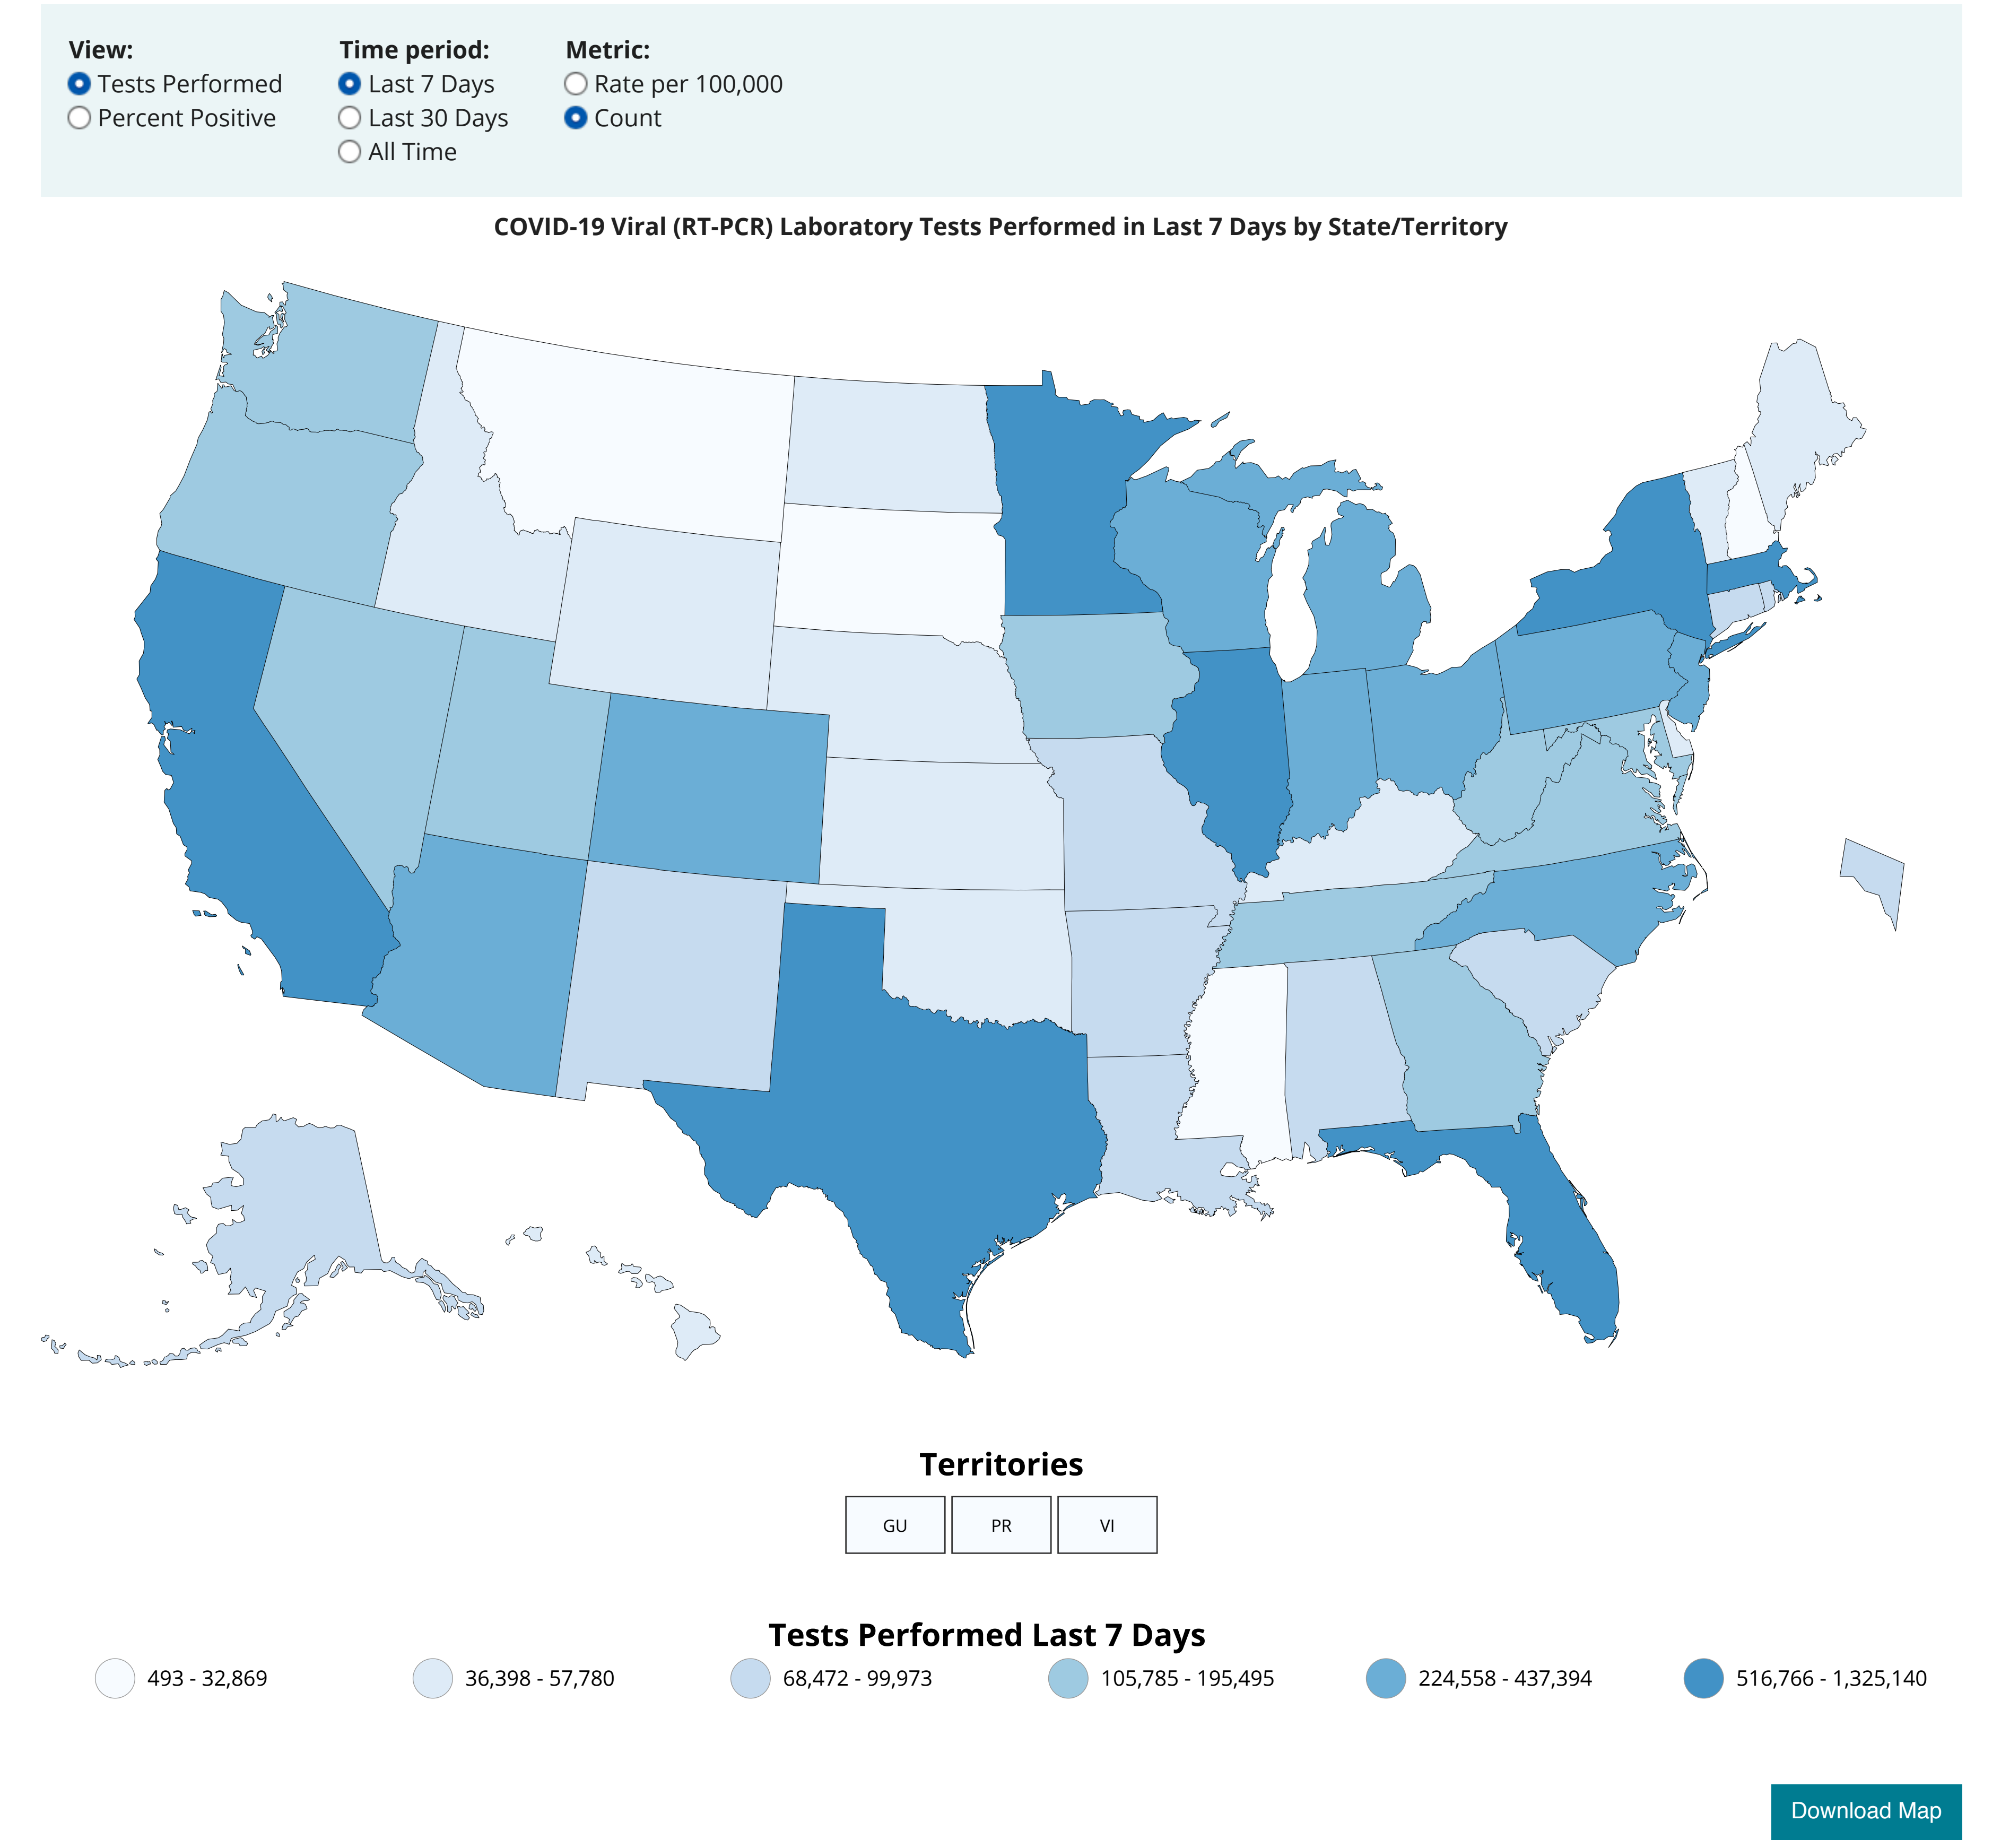 View:
Tests Performed
Percent Positive
Time period:
Last 7 Days
Last 30 Days
All Time
Metric:
Rate per 100,000
Count
COVID-19 Viral (RT-PCR) Laboratory Tests Performed in Last 7 Days by State/Territory
Territories
GU PR VI
Tests Performed Last 7 Days
493 - 32,869 36,398 - 57,780 68,472 - 99,973 105,785 - 195,495 224,558 - 437,394 516,766 - 1,325,140
Download Map